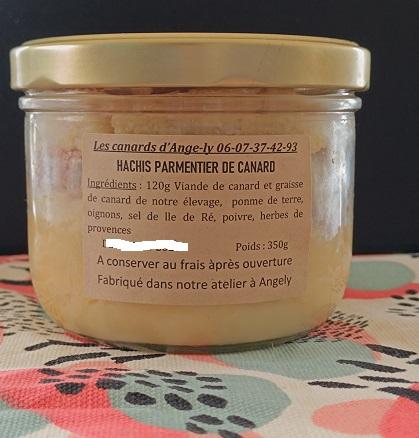 Les canards d'Ange-ly 06-07-37-42-93
HACHIS PARMENTIER DE CANARD
Ingrédients : 120g Viande de canard et graisse
de canard de notre élevage, ponme de terre,
oignons, sel de Ile de Ré, poivre, herbes de
provences
Poids : 350g
A conserver au frais àprès ouverture
Fabriqué dans notre atelier à Angely